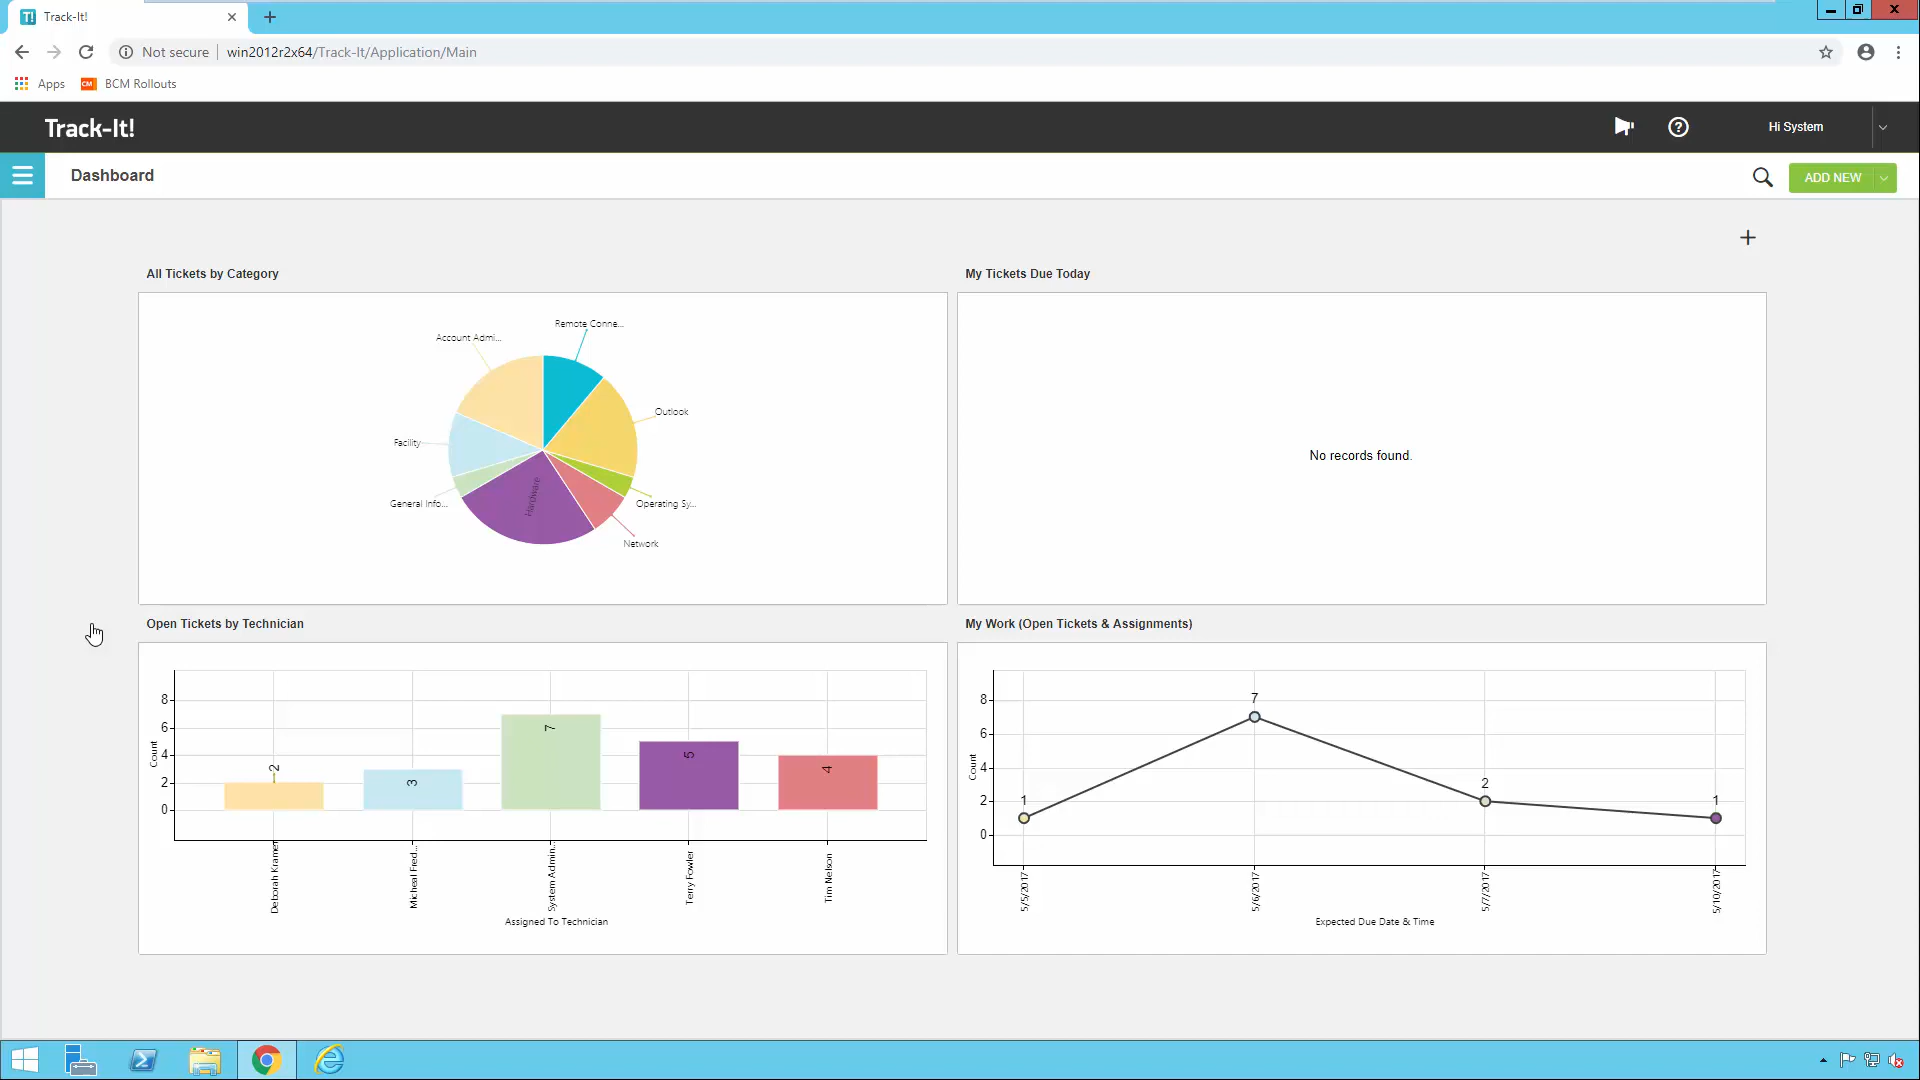 Track-It!
Not secure
win2012r2x64/Track-It/Application/Main
Apps
CM
BCM Rollouts
Track-It!
Hi System
Dashboard
ADD NEW
All Tickets by Category
Account Admi...
Remote Conne...
Outlook
Facility
General Info...
Hardware
Operating Sy...
Network
My Tickets Due Today
No records found.
Open Tickets by Technician
Count
8
6
4
2
0
2
3
7
5
4
Deborah Kramer
Micheal Fred...
System Admin...
Terry Fowler
Tim Nelson
Assigned To Technician
My Work (Open Tickets & Assignments)
Count
8
6
4
2
0
1
7
2
1
5/5/2017
5/6/2017
5/7/2017
5/10/2017
Expected Due Date & Time